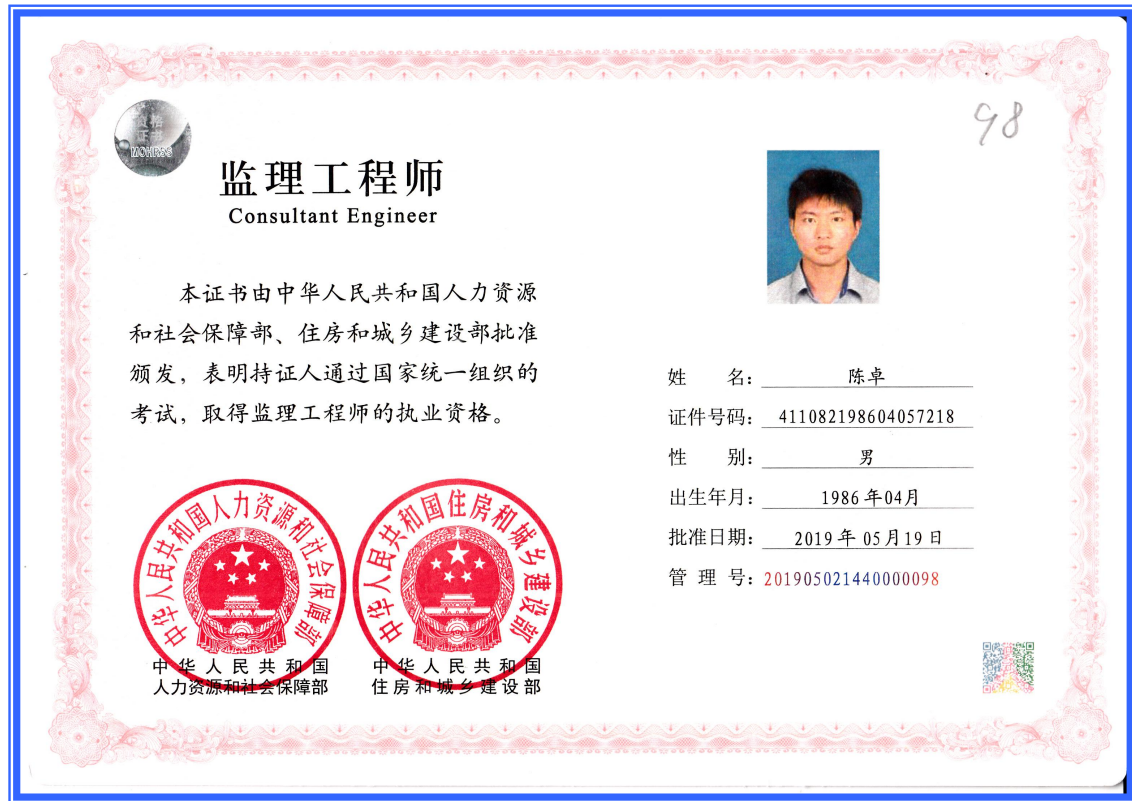 98
资格
证书
MOHRSS
监理工程师
Consultant Engineer
本证书由中华人民共和国人力资源
和社会保障部、住房和城乡建设部批准
颁发，表明持证人通过国家统一组织的
考试，取得监理工程师的执业资格。
中华人民共和国人力资源和社会保障部
中华人民共和国住房和城乡建设部
中华人民共和国
人力资源和社会保障部
中华人民共和国
住房和城乡建设部
姓 名： 陈卓
证件号码： 411082198604057218
性 别： 男
出生年月： 1986年04月
批准日期： 2019年05月19日
管 理 号： 201905021440000098